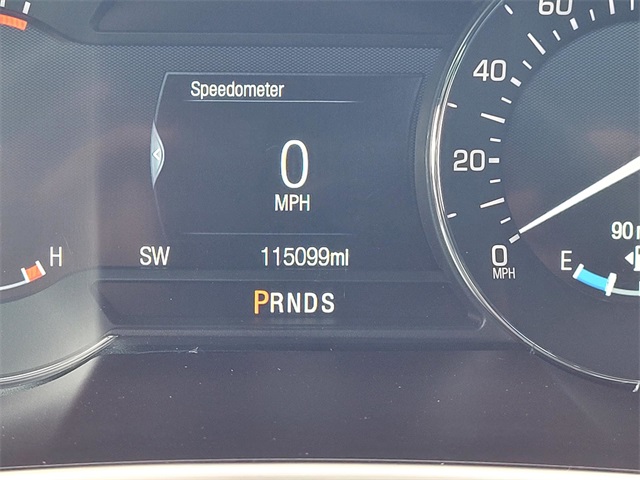 Speedometer
0
MPH
SW 115099mi
PRNDS
H
60
40
20
0
MPH
E
90